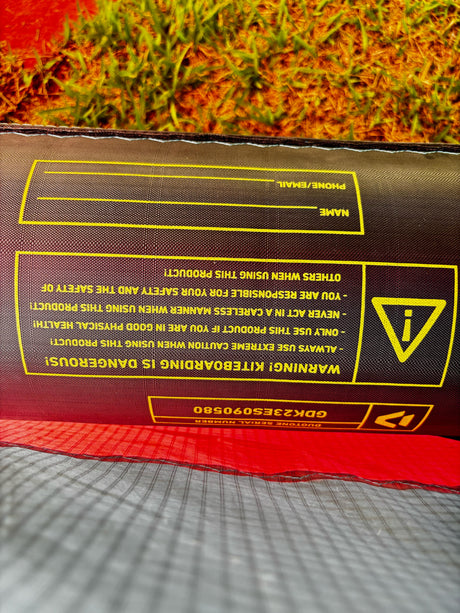 DUOTONE SERIAL NUMBER
GDK23ES090580
WARNING! KITEBOARDING IS DANGEROUS!
- ALWAYS USE EXTREME CAUTION WHEN USING THIS PRODUCT!
- ONLY USE THIS PRODUCT IF YOU ARE IN GOOD PHYSICAL HEALTH!
- NEVER ACT IN A CARELESS MANNER WHEN USING THIS PRODUCT!
- YOU ARE RESPONSIBLE FOR YOUR SAFETY AND THE SAFETY OF
OTHERS WHEN USING THIS PRODUCT!
NAME
PHONE/EMAIL